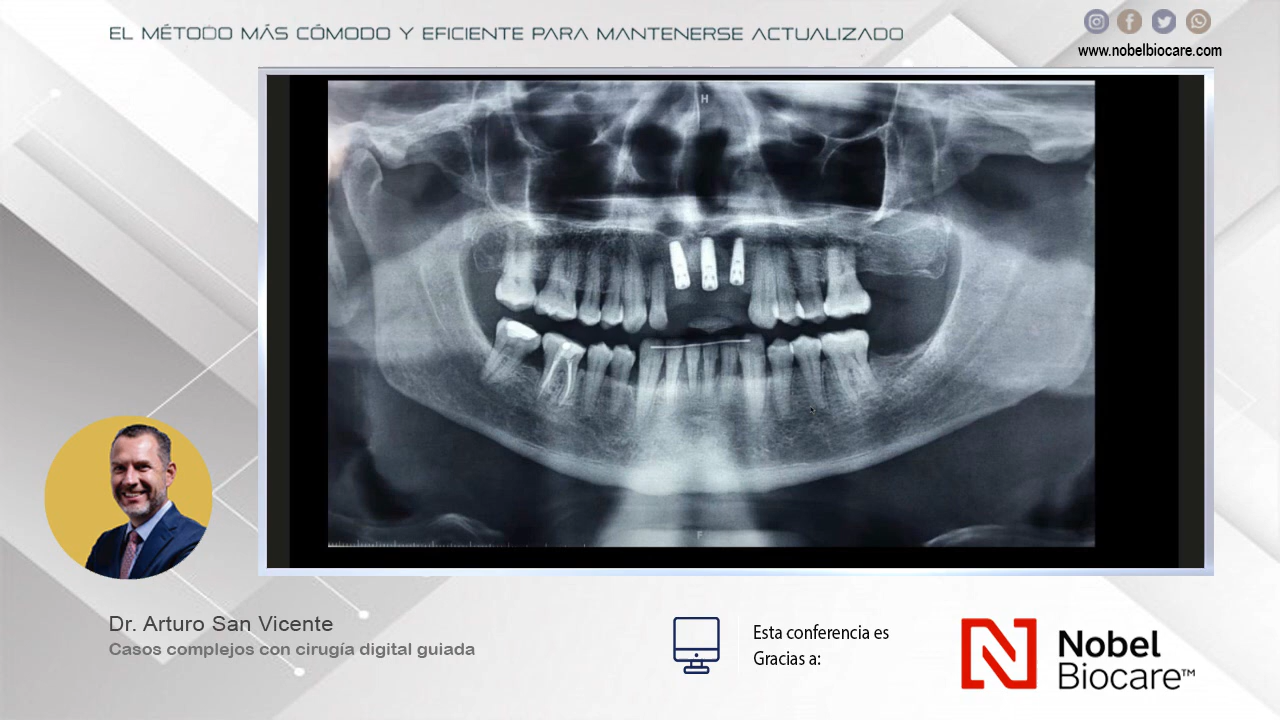 EL MÉTODO MÁS CÓMODO Y EFICIENTE PARA MANTENERSE ACTUALIZADO
www.nobelbiocare.com
H
F
Dr. Arturo San Vicente
Casos complejos con cirugía digital guiada
Esta conferencia es
Gracias a:
Nobel
Biocare™